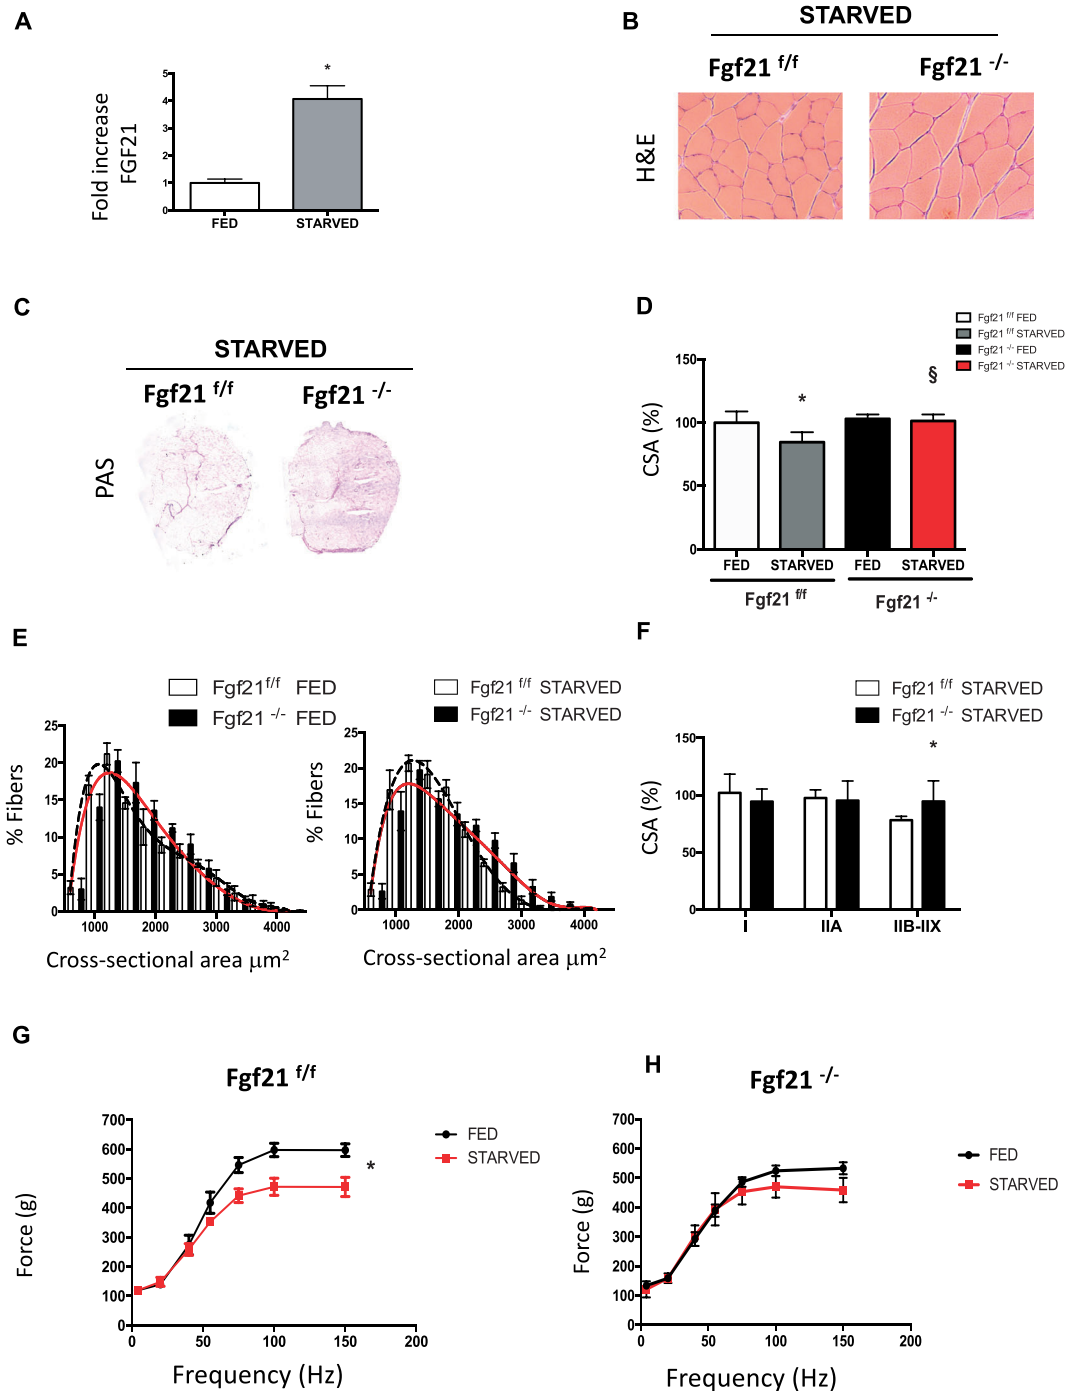 A
Fold increase
FGF21
5
4
3
2
1
0
*
FED
STARVED
B
STARVED
Fgf21 f/f
Fgf21 -/-
H&E
C
STARVED
Fgf21 f/f
Fgf21 -/-
PAS
D
Fgf21 f/f FED
Fgf21 f/f STARVED
Fgf21 -/- FED
Fgf21 -/- STARVED
CSA (%)
150
100
50
0
*
§
FED STARVED FED STARVED
Fgf21 f/f
Fgf21 -/-
E
Fgf21 f/f FED
Fgf21 -/- FED
% Fibers
25
20
15
10
5
0
1000 2000 3000 4000
Cross-sectional area µm2
Fgf21 f/f STARVED
Fgf21 -/- STARVED
% Fibers
25
20
15
10
5
0
1000 2000 3000 4000
Cross-sectional area µm2
F
Fgf21 f/f STARVED
Fgf21 -/- STARVED
CSA (%)
150
100
50
0
*
I IIA IIB-IIX
G
Fgf21 f/f
Force (g)
700
600
500
400
300
200
100
0
0 50 100 150 200
Frequency (Hz)
FED
STARVED
*
H
Fgf21 -/-
Force (g)
700
600
500
400
300
200
100
0
0 50 100 150 200
Frequency (Hz)
FED
STARVED